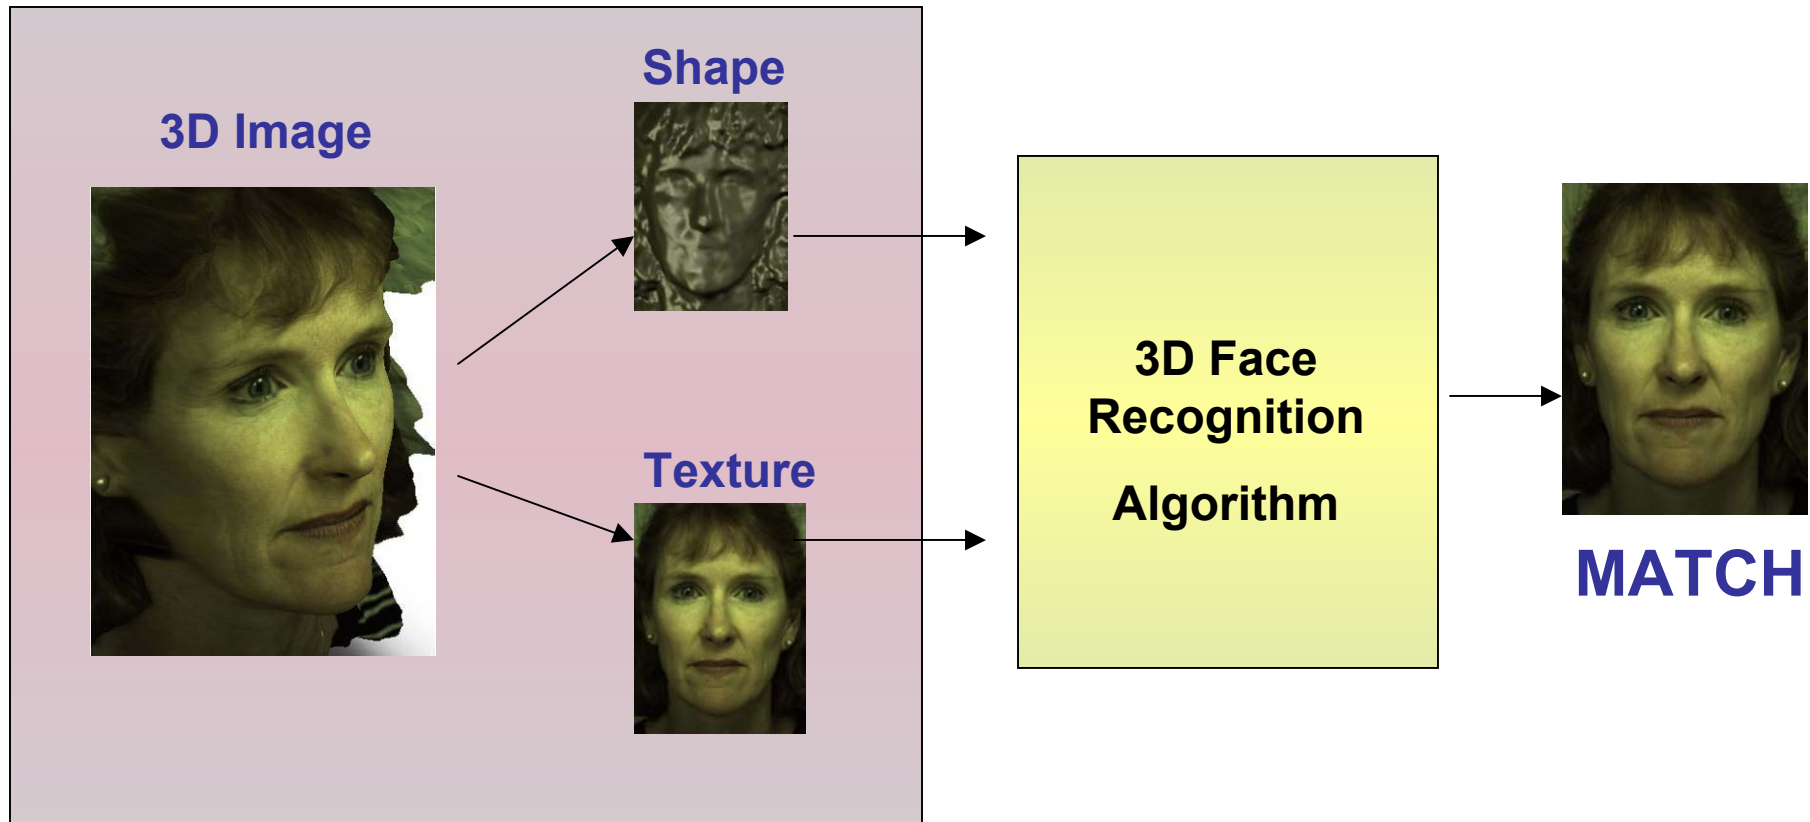 3D Image
Shape
Texture
3D Face
Recognition
Algorithm
MATCH